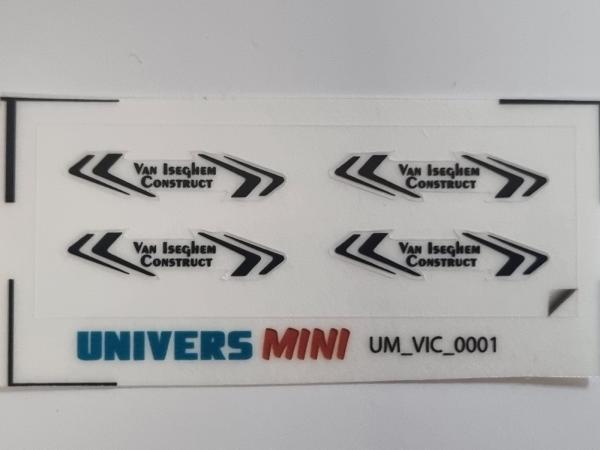 Van Iseghem
Construct
Van Iseghem
Construct
Van Iseghem
Construct
Van Iseghem
Construct
UNIVERS MINI UM_VIC_0001